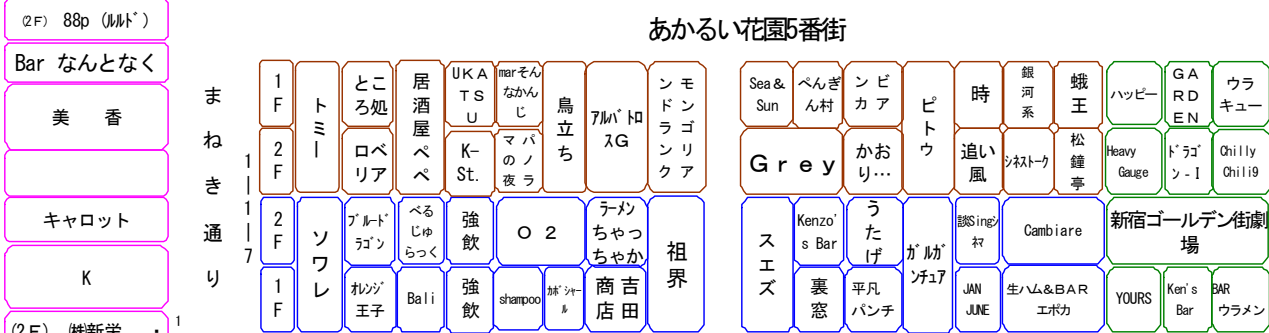 (2F) 88p (ルルド)
Bar なんとなく
美 香
キャロット
K
(2F) ㈱新栄
1
まねき通り
1ー1ー7
あかるい花園5番街
1F
トミー
ところ処
居酒屋ペペ
UKATSU
marそんなかんじ
鳥立ち
アルバトロスG
モンゴリアンドランク
Sea& Sun
ぺんぎん村
ビアンカ
ピトウ
時
銀河系
蛾王
ハッピー
GARDEN
ウラキュー
2F
ロベリア
K-St.
パノラマの夜
Grey
かおり…
追い風
シネストーク
松鐘亭
Heavy Gauge
ドラゴン-I
Chilly Chili9
2F
ソワレ
ブルードラゴン
べるじゅらっく
強飲
O2
ラーメンちゃっちゃか
祖界
スエズ
Kenzo's Bar
うたげ
ガルガンチュア
談Singシネマ
Cambiare
新宿ゴールデン街劇場
1F
オレンジ王子
Bali
強飲
shampoo
カボシャール
吉田商店
裏窓
平凡パンチ
JAN JUNE
生ハム&BAR エポカ
YOURS
Ken's Bar
BAR ウラメン